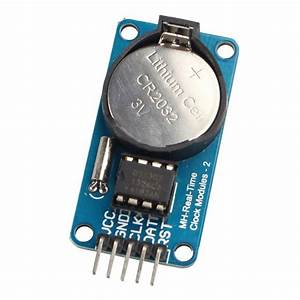 +
Lithium Cell
CR2032
3V
MH-Real-Time
Clock Modules - 2
VCC
GND
CLK
DAT
RST